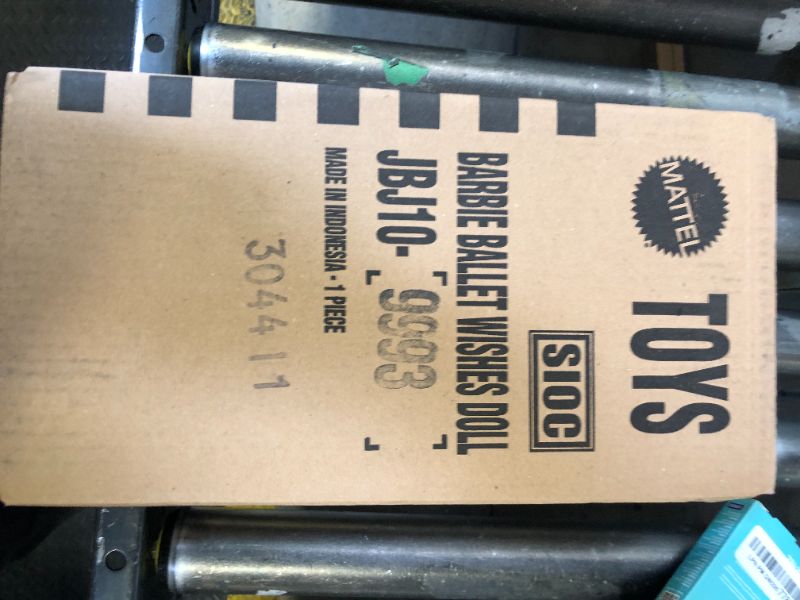 MATTEL
TOYS
SIOC
BARBIE BALLET WISHES DOLL
JBJ10-9993
MADE IN INDONESIA - 1 PIECE
304411